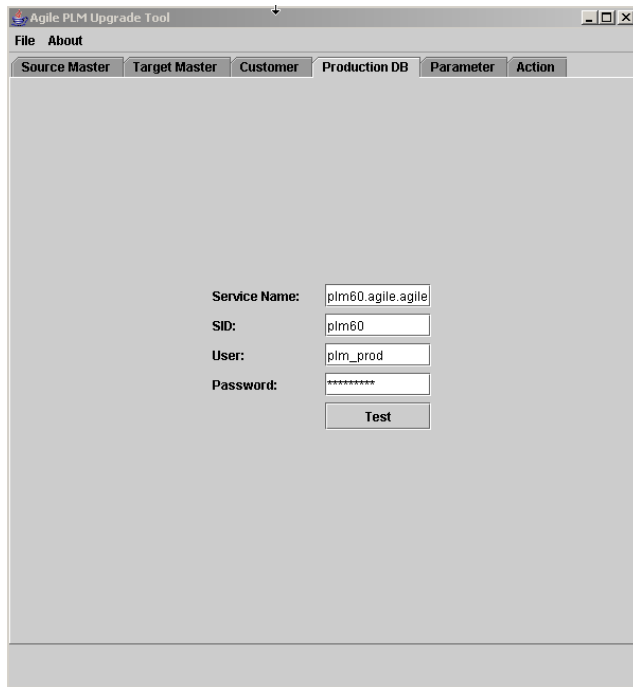 Agile PLM Upgrade Tool
File About
Source Master Target Master Customer Production DB Parameter Action
Service Name: plm60.agile.agile
SID: plm60
User: plm_prod
Password: *********
Test